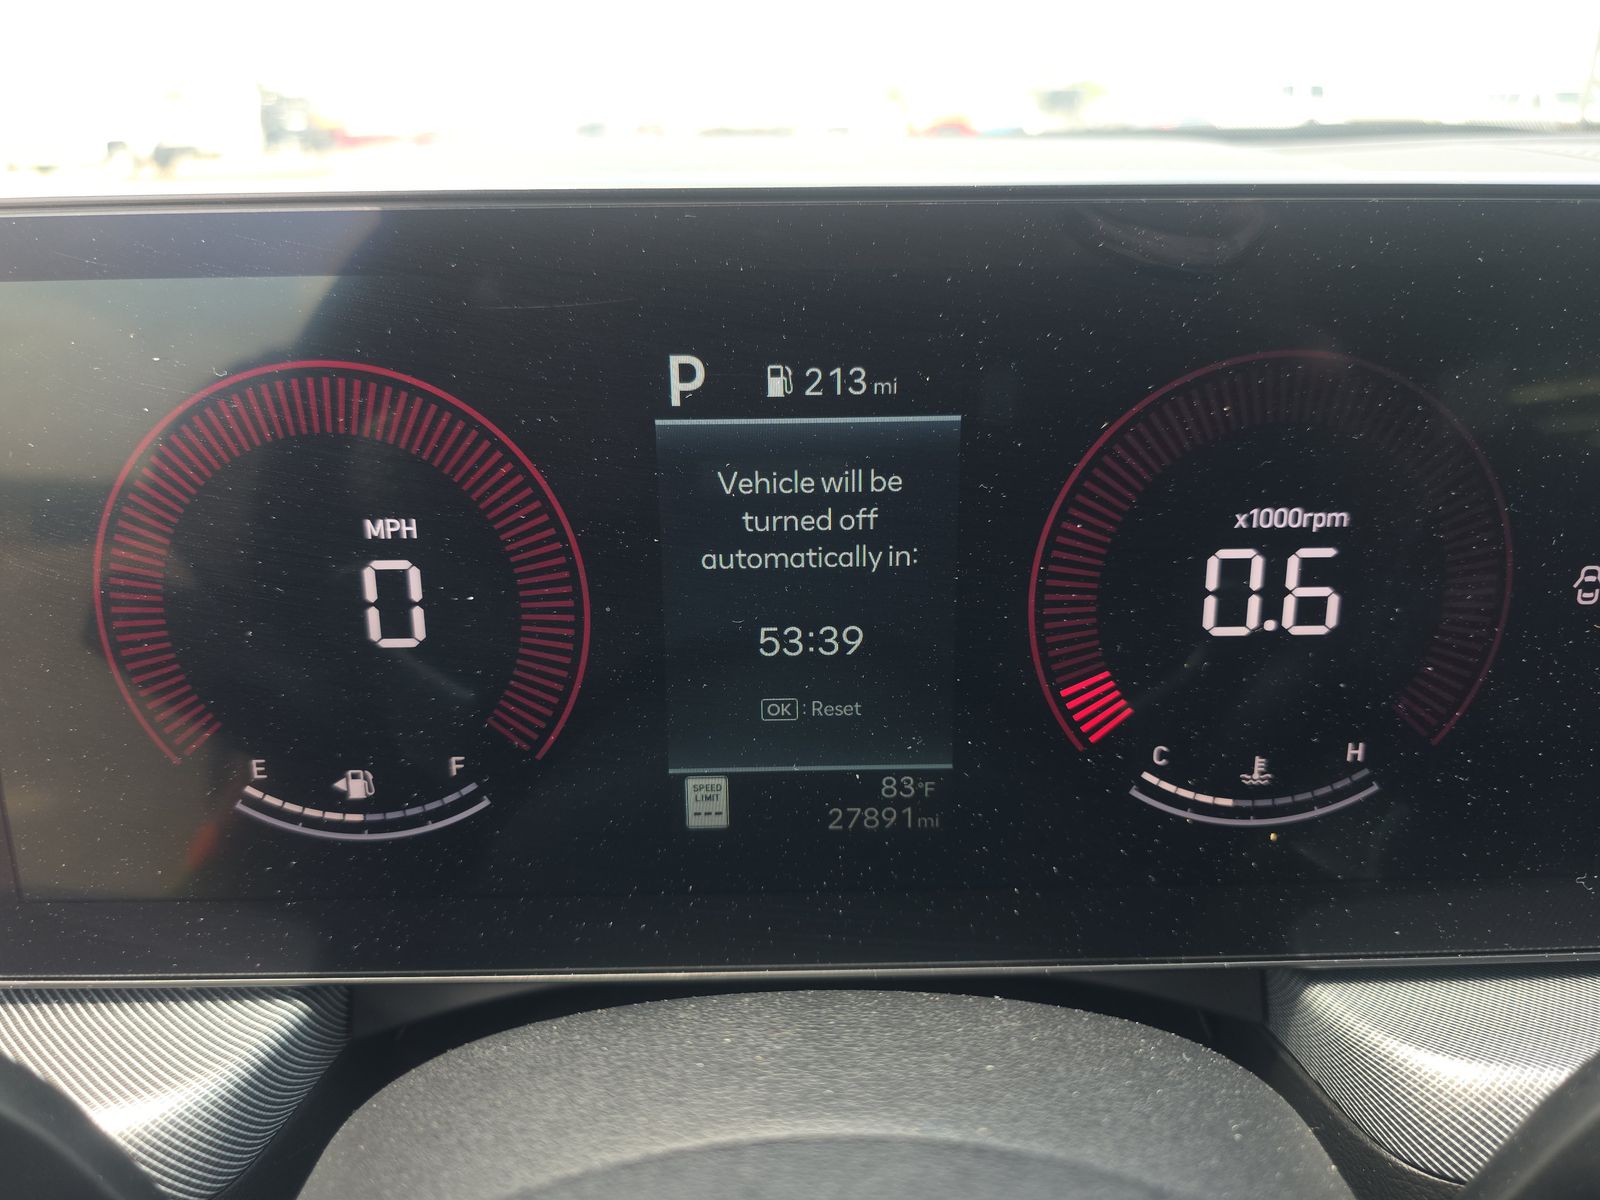 P 213 mi
Vehicle will be
turned off
automatically in:
53:39
OK : Reset
MPH
0
E F
x1000rpm
0.6
C H
SPEED
LIMIT
---
83°F
27891 mi